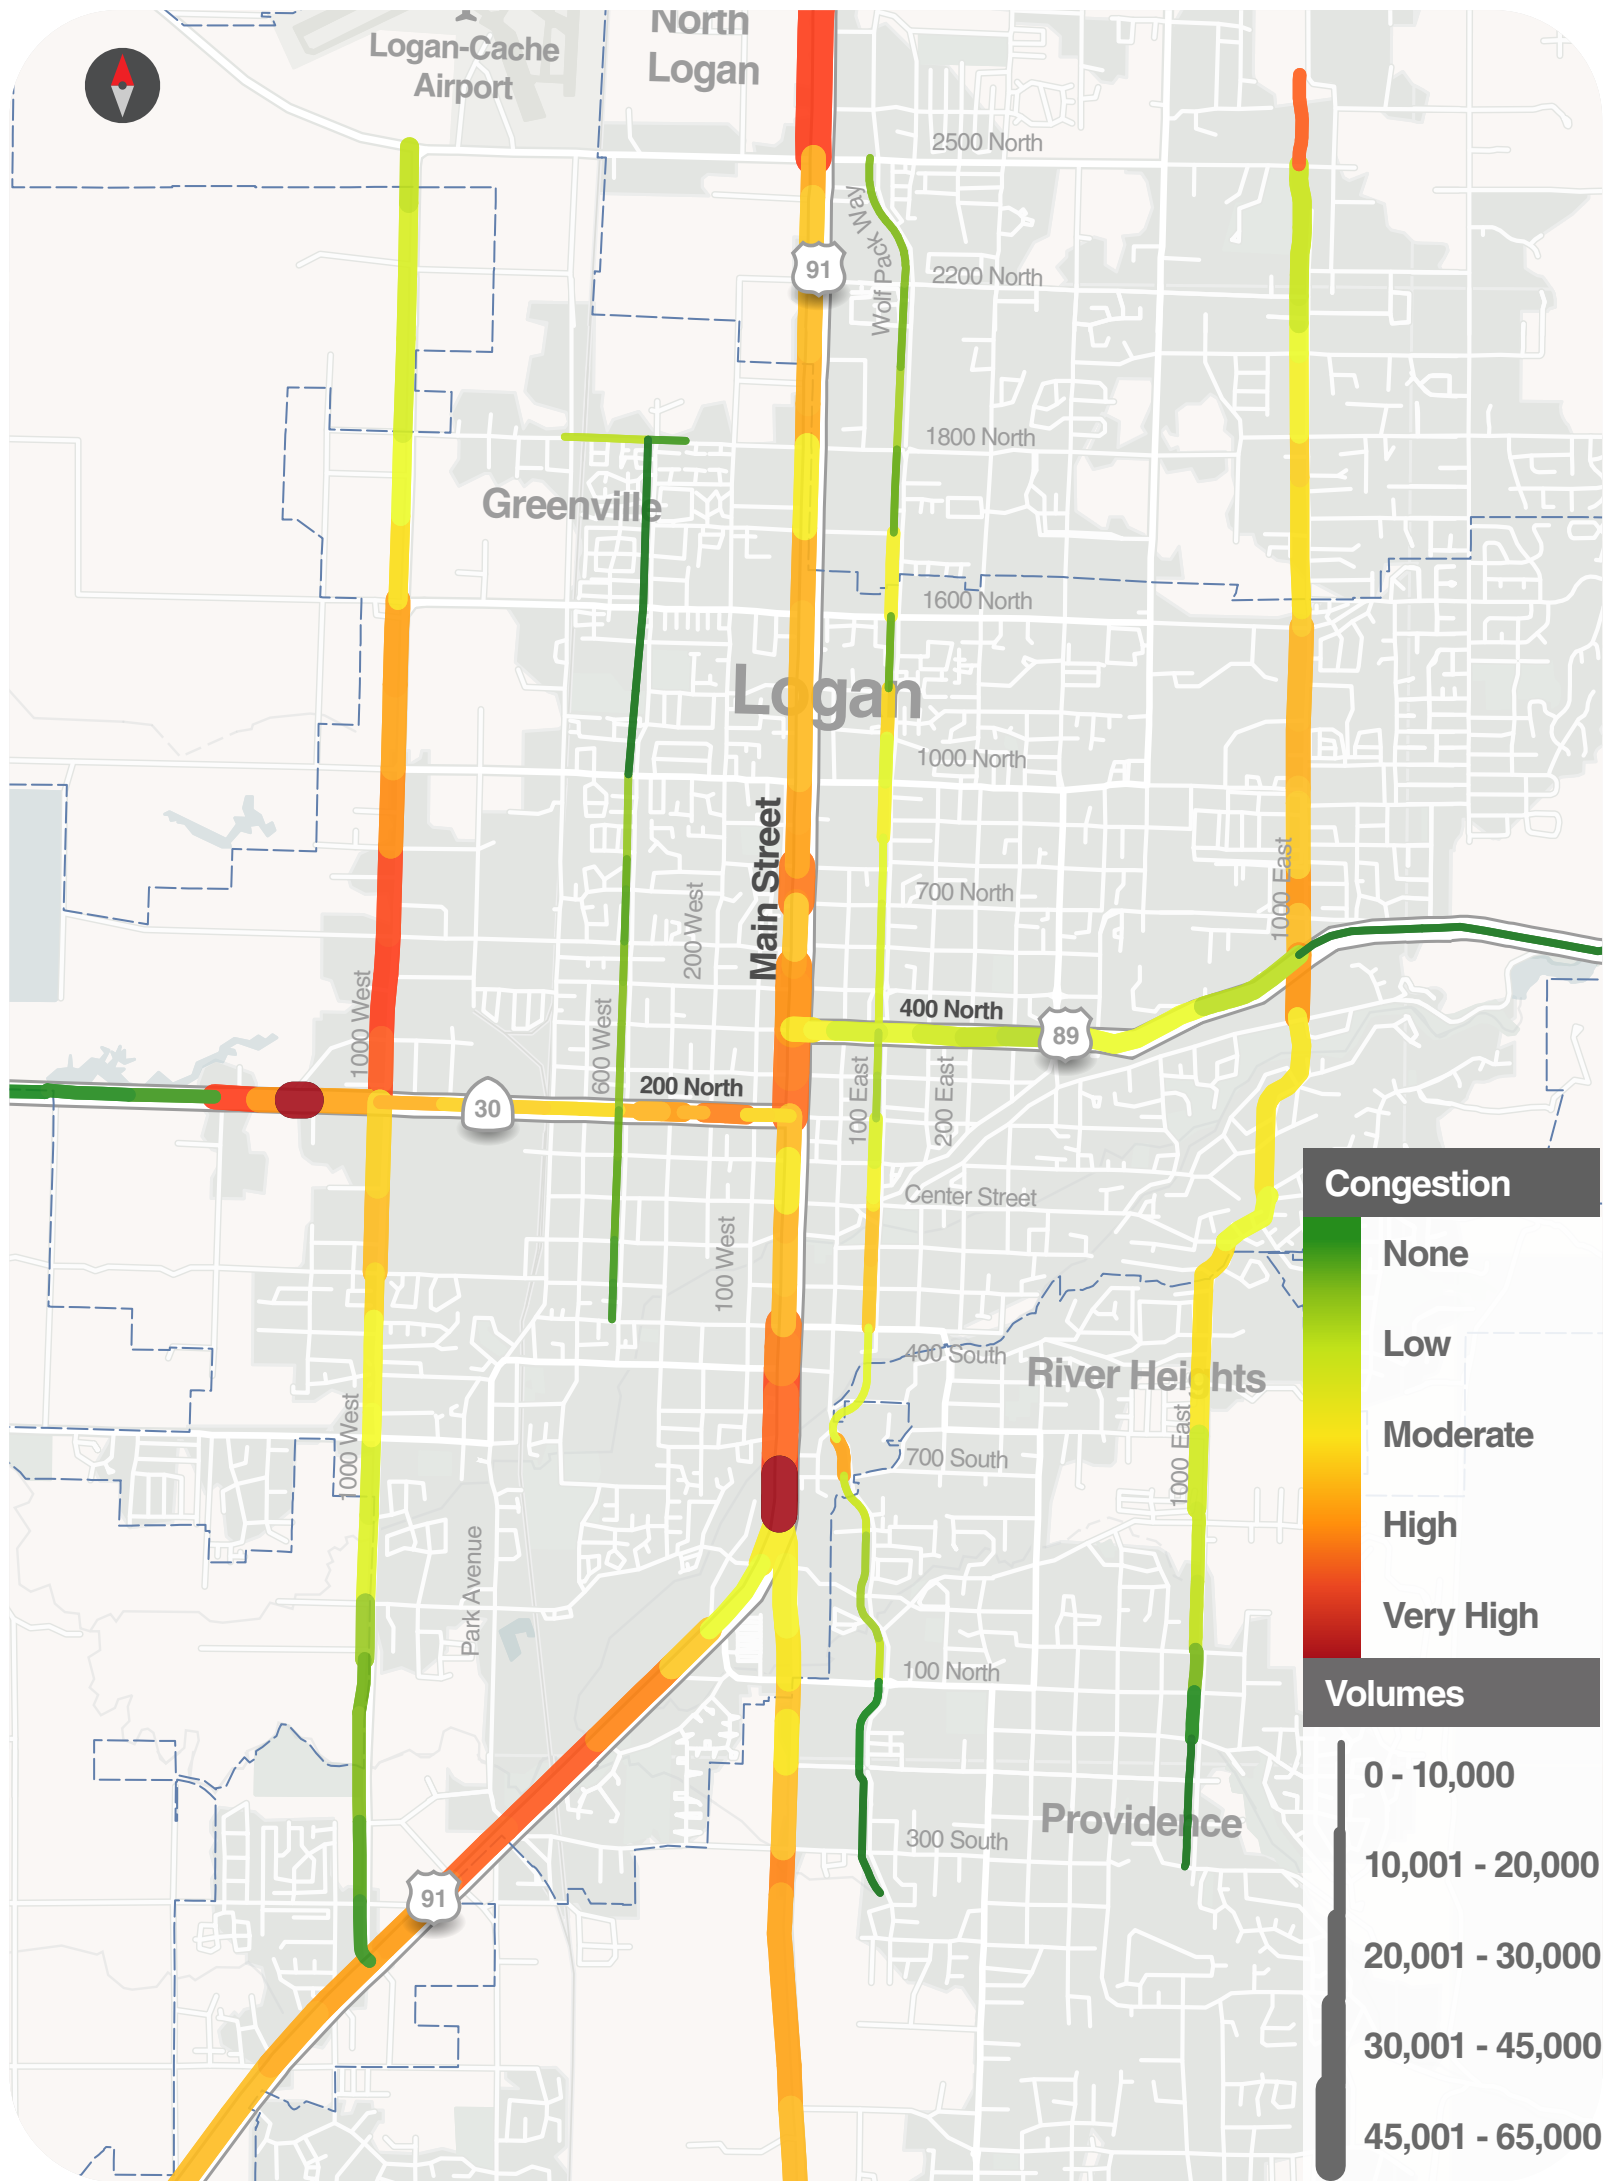 North
Logan
Logan-Cache
Airport
2500 North
Wolf Pack Way
91
2200 North
1800 North
Greenville
1600 North
Logan
1000 North
Main Street
700 North
200 West
1000 East
1000 West
400 North
89
600 West
200 North
30
100 East
200 East
Center Street
100 West
400 South
River Heights
1000 West
1000 East
700 South
Park Avenue
100 North
Providence
300 South
91
Congestion
None
Low
Moderate
High
Very High
Volumes
0 - 10,000
10,001 - 20,000
20,001 - 30,000
30,001 - 45,000
45,001 - 65,000